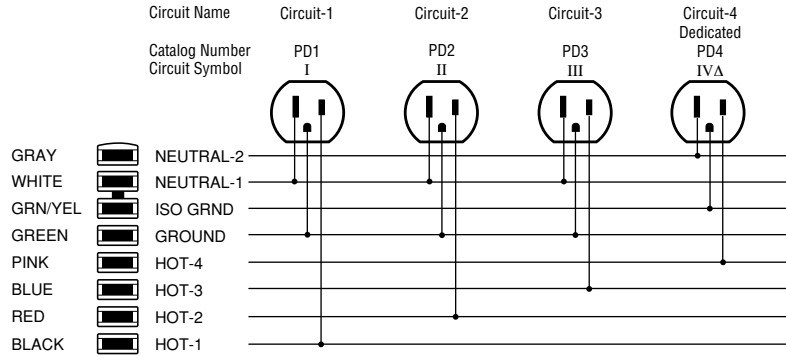 Circuit Name Circuit-1 Circuit-2 Circuit-3 Circuit-4
Dedicated
Catalog Number PD1 PD2 PD3 PD4
Circuit Symbol I II III IVΔ
GRAY NEUTRAL-2
WHITE NEUTRAL-1
GRN/YEL ISO GRND
GREEN GROUND
PINK HOT-4
BLUE HOT-3
RED HOT-2
BLACK HOT-1